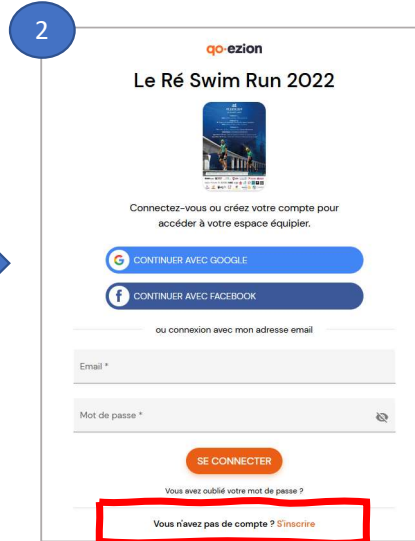 2
qo·ezion
Le Ré Swim Run 2022
Connectez-vous ou créez votre compte pour
accéder à votre espace équipier.
CONTINUER AVEC GOOGLE
CONTINUER AVEC FACEBOOK
ou connexion avec mon adresse email
Email *
Mot de passe *
SE CONNECTER
Vous avez oublié votre mot de passe ?
Vous n'avez pas de compte ? S'inscrire